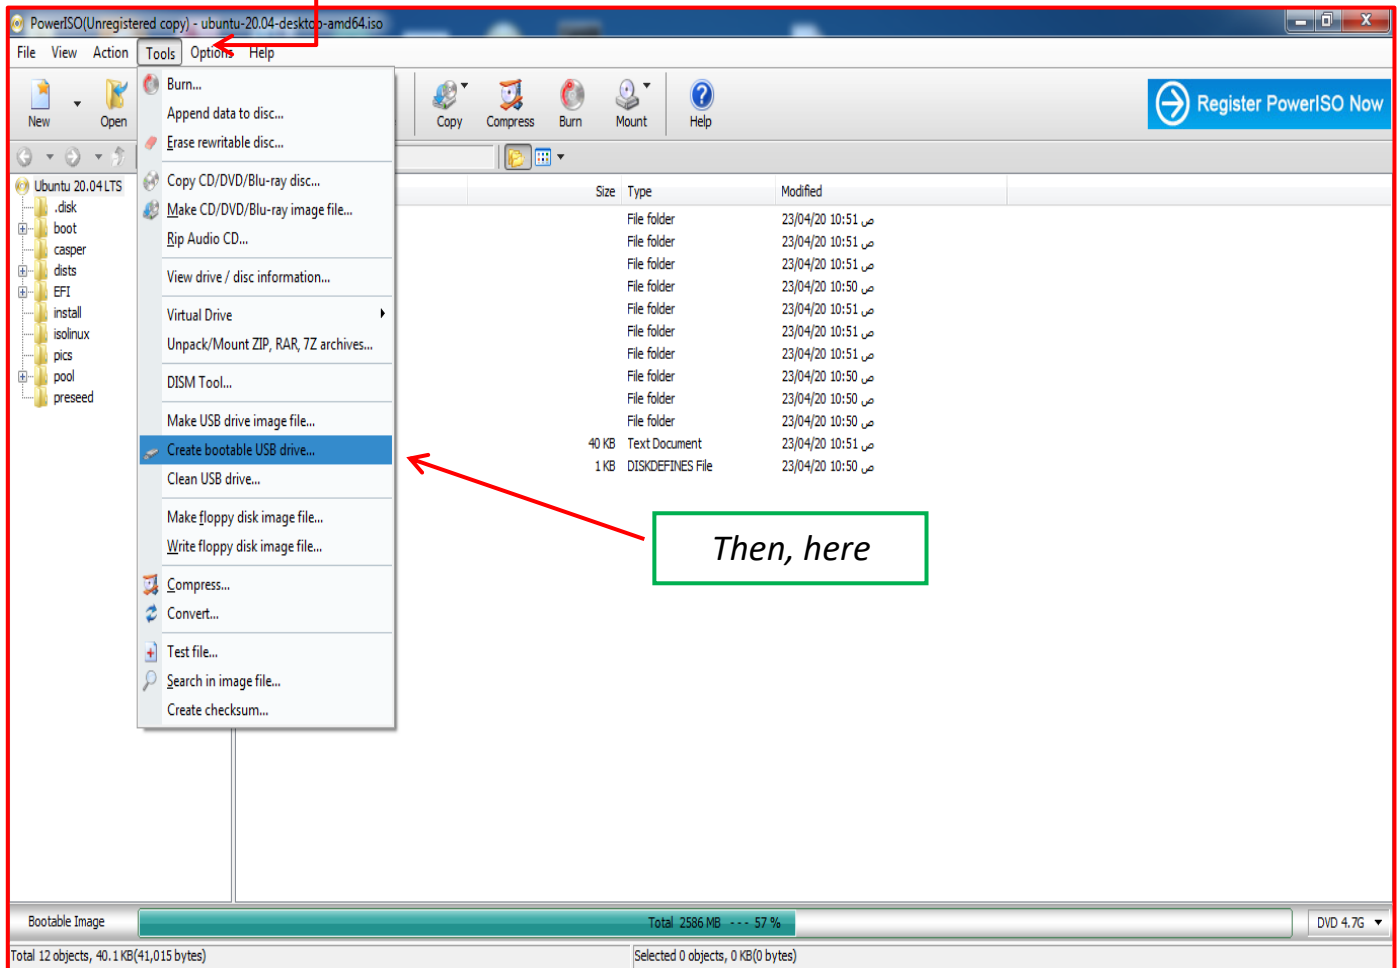 PowerISO(Unregistered copy) - ubuntu-20.04-desktop-amd64.iso
File View Action Tools Options Help
New Open Copy Compress Burn Mount Help
Register PowerISO Now
Burn...
Append data to disc...
Erase rewritable disc...
Copy CD/DVD/Blu-ray disc...
Make CD/DVD/Blu-ray image file...
Rip Audio CD...
View drive / disc information...
Virtual Drive
Unpack/Mount ZIP, RAR, 7Z archives...
DISM Tool...
Make USB drive image file...
Create bootable USB drive...
Clean USB drive...
Make floppy disk image file...
Write floppy disk image file...
Compress...
Convert...
Test file...
Search in image file...
Create checksum...
Ubuntu 20.04 LTS
.disk
boot
casper
dists
EFI
install
isolinux
pics
pool
preseed
Size Type Modified
File folder 23/04/20 10:51 ص
File folder 23/04/20 10:51 ص
File folder 23/04/20 10:51 ص
File folder 23/04/20 10:50 ص
File folder 23/04/20 10:51 ص
File folder 23/04/20 10:51 ص
File folder 23/04/20 10:51 ص
File folder 23/04/20 10:50 ص
File folder 23/04/20 10:50 ص
File folder 23/04/20 10:50 ص
40 KB Text Document 23/04/20 10:51 ص
1 KB DISKDEFINES File 23/04/20 10:50 ص
Then, here
Bootable Image Total 2586 MB --- 57 % DVD 4.7G
Total 12 objects, 40.1 KB(41,015 bytes) Selected 0 objects, 0 KB(0 bytes)